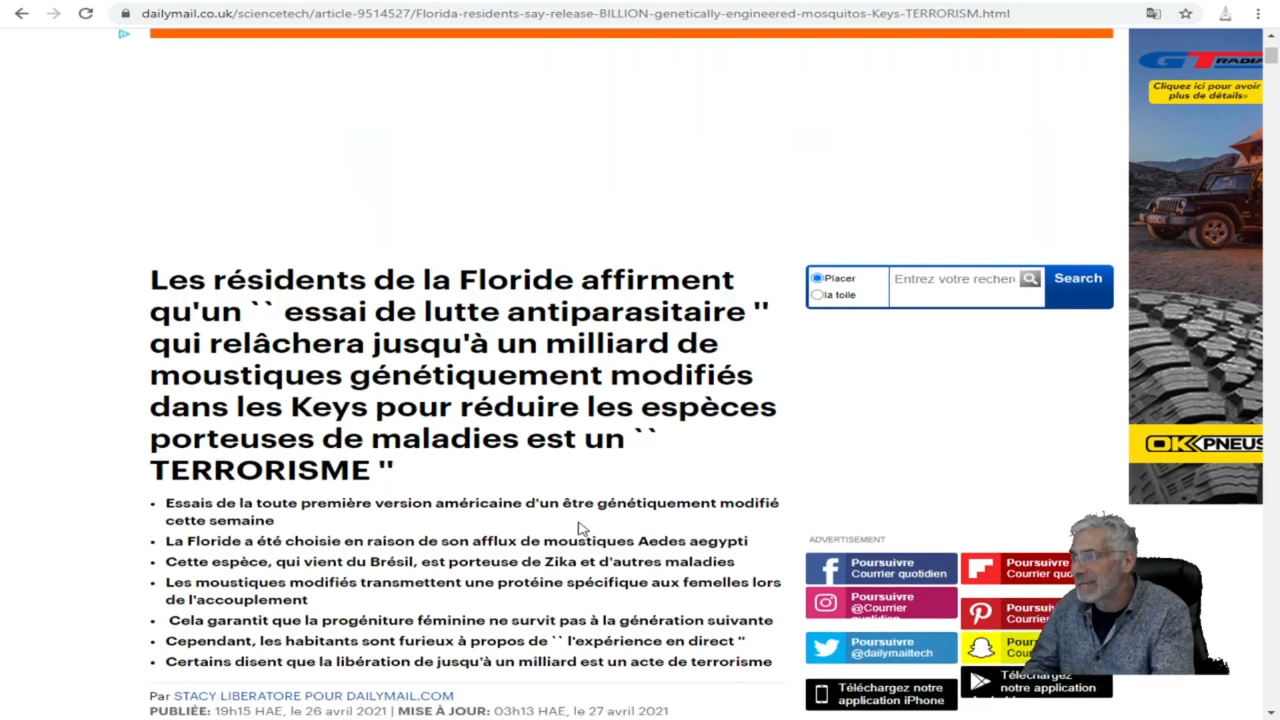 dailymail.co.uk/sciencetech/article-9514527/Florida-residents-say-release-BILLION-genetically-engineered-mosquitos-Keys-TERRORISM.html
GT RADIA
Cliquez ici pour avoir
plus de détails»
Les résidents de la Floride affirment
qu'un `` essai de lutte antiparasitaire ''
qui relâchera jusqu'à un milliard de
moustiques génétiquement modifiés
dans les Keys pour réduire les espèces
porteuses de maladies est un ``
TERRORISME ''
Placer
la toile
Entrez votre recher
Search
OK PNEUS
• Essais de la toute première version américaine d'un être génétiquement modifié
cette semaine
• La Floride a été choisie en raison de son afflux de moustiques Aedes aegypti
• Cette espèce, qui vient du Brésil, est porteuse de Zika et d'autres maladies
• Les moustiques modifiés transmettent une protéine spécifique aux femelles lors
de l'accouplement
• Cela garantit que la progéniture féminine ne survit pas à la génération suivante
• Cependant, les habitants sont furieux à propos de `` l'expérience en direct ''
• Certains disent que la libération de jusqu'à un milliard est un acte de terrorisme
Par STACY LIBERATORE POUR DAILYMAIL.COM
PUBLIÉE: 19h15 HAE, le 26 avril 2021 | MISE À JOUR: 03h13 HAE, le 27 avril 2021
ADVERTISEMENT
Poursuivre
Courrier quotidien
Poursuivre
Courrier quo
Poursuivre
@Courrier
quotidien
Poursui
Courrier
Poursuivre
@dailymailtech
Pour
Cou
Téléchargez notre
application iPhone
Téléchargez
notre application